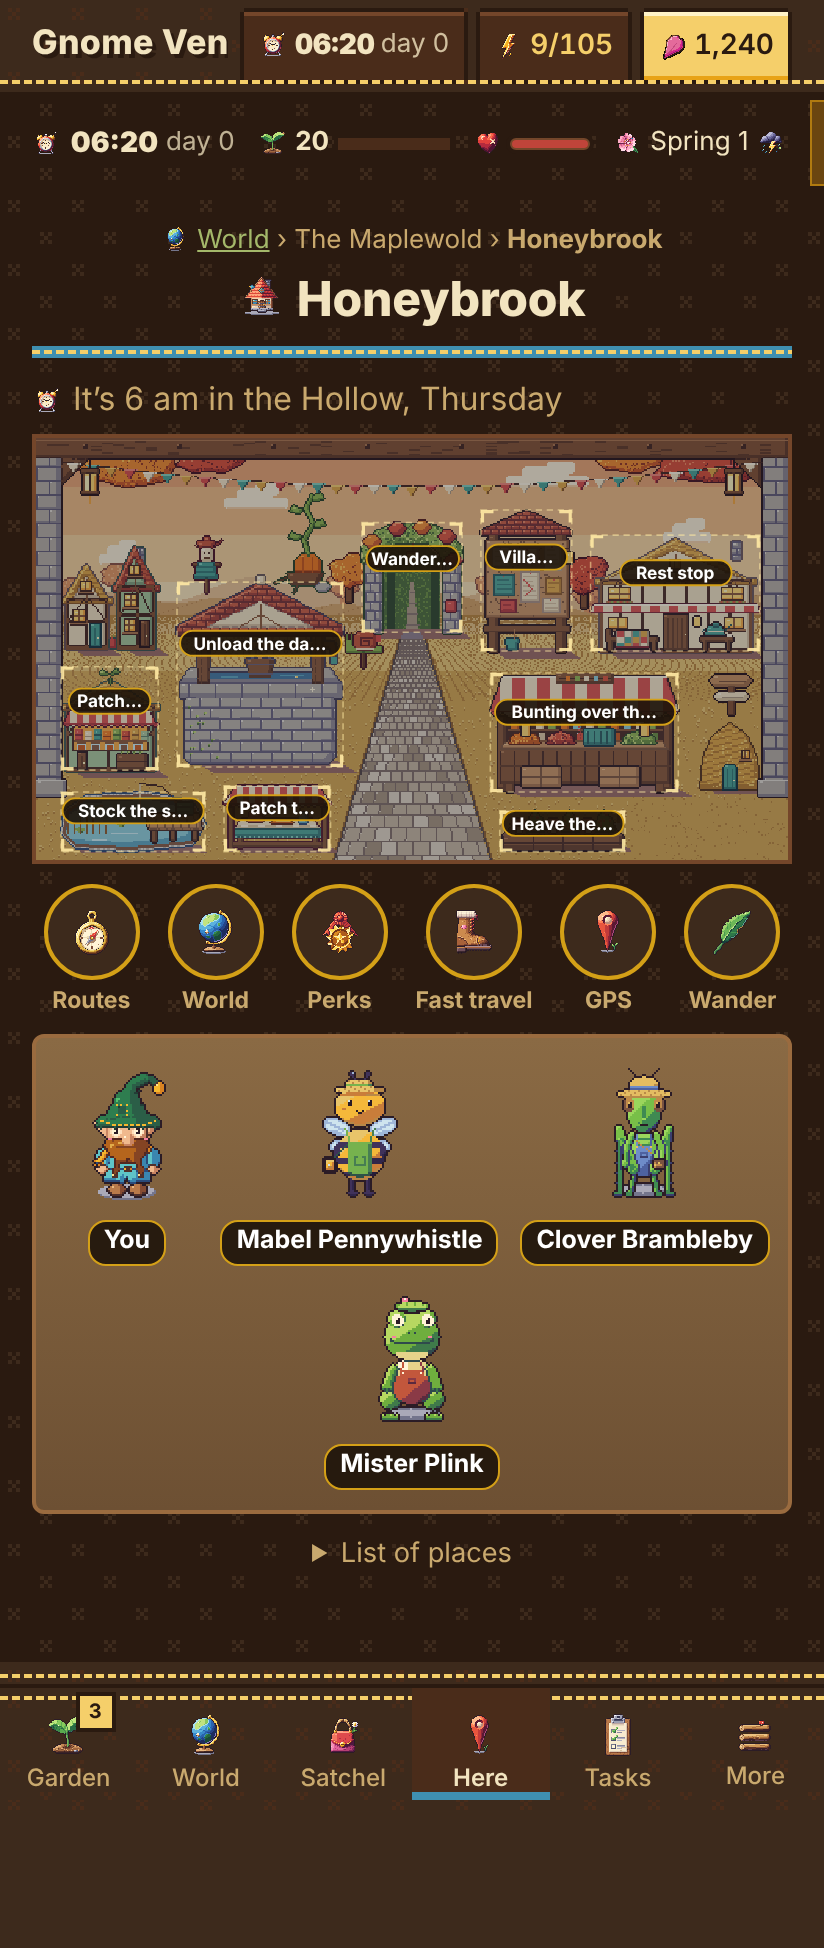 Gnome Ven
06:20 day 0
9/105
1,240
06:20 day 0
20
Spring 1
World › The Maplewold › Honeybrook
Honeybrook
It’s 6 am in the Hollow, Thursday
Wander…
Villa…
Rest stop
Unload the da…
Patch…
Bunting over th…
Stock the s…
Patch t…
Heave the…
Routes
World
Perks
Fast travel
GPS
Wander
You
Mabel Pennywhistle
Clover Brambleby
Mister Plink
List of places
3
Garden
World
Satchel
Here
Tasks
More